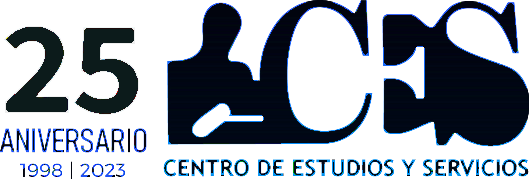 25
ANIVERSARIO
1998 | 2023
CES
CENTRO DE ESTUDIOS Y SERVICIOS